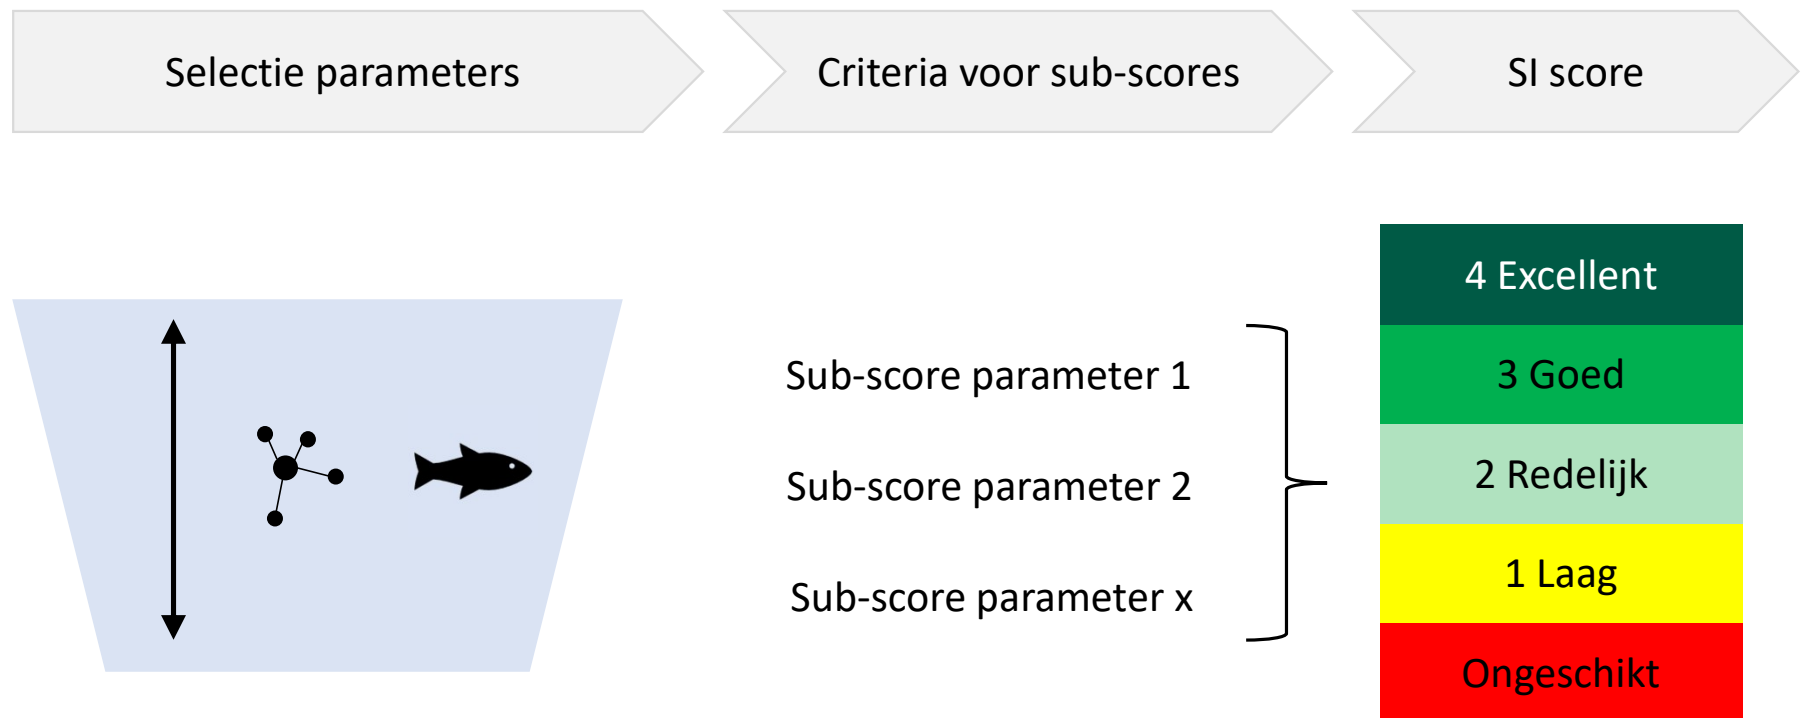 Selectie parameters
Criteria voor sub-scores
SI score
Sub-score parameter 1
Sub-score parameter 2
Sub-score parameter x
4 Excellent
3 Goed
2 Redelijk
1 Laag
Ongeschikt